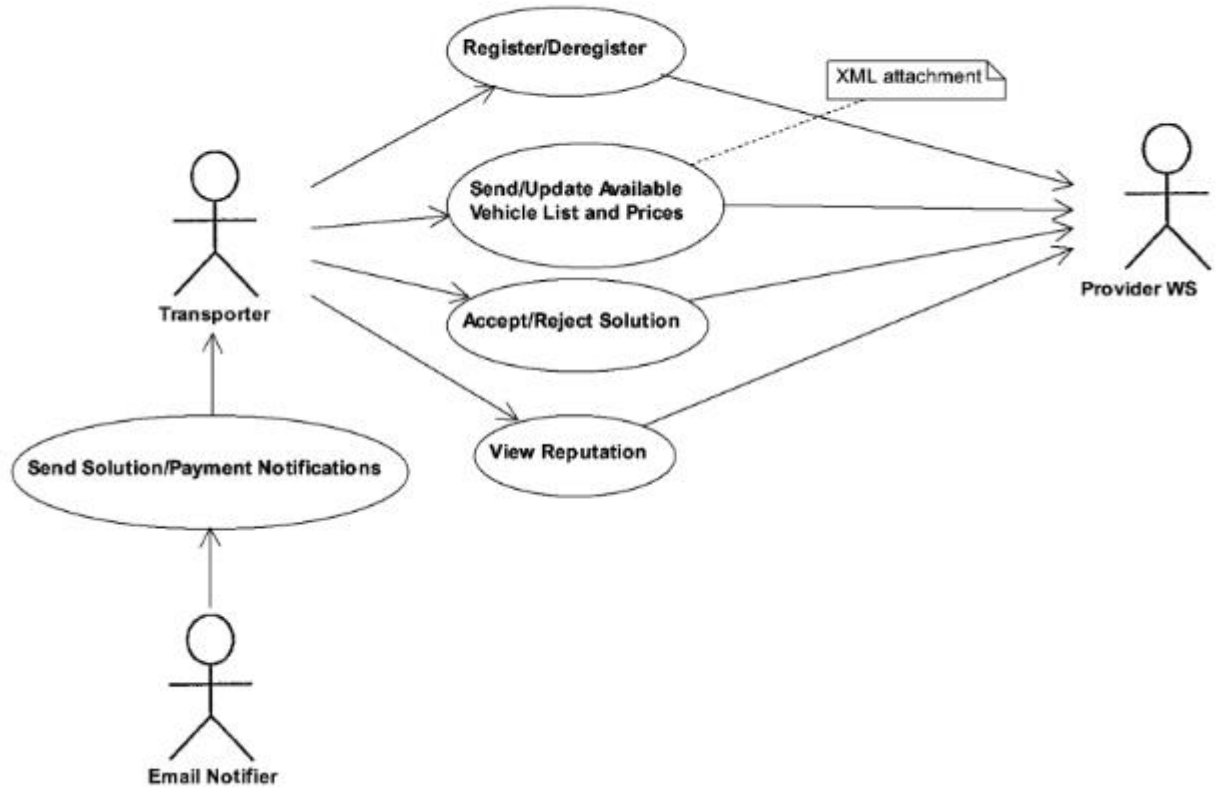 Register/Deregister
XML attachment
Send/Update Available
Vehicle List and Prices
Transporter
Provider WS
Accept/Reject Solution
View Reputation
Send Solution/Payment Notifications
Email Notifier